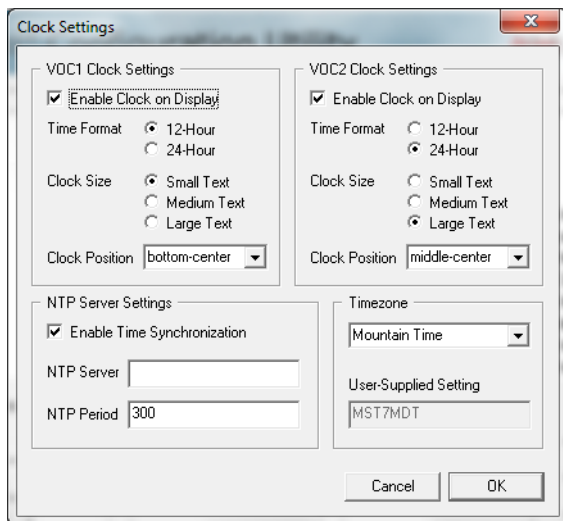 Clock Settings
VOC1 Clock Settings
Enable Clock on Display
Time Format
12-Hour
24-Hour
Clock Size
Small Text
Medium Text
Large Text
Clock Position
bottom-center
VOC2 Clock Settings
Enable Clock on Display
Time Format
12-Hour
24-Hour
Clock Size
Small Text
Medium Text
Large Text
Clock Position
middle-center
NTP Server Settings
Enable Time Synchronization
NTP Server
NTP Period
300
Timezone
Mountain Time
User-Supplied Setting
MST7MDT
Cancel
OK